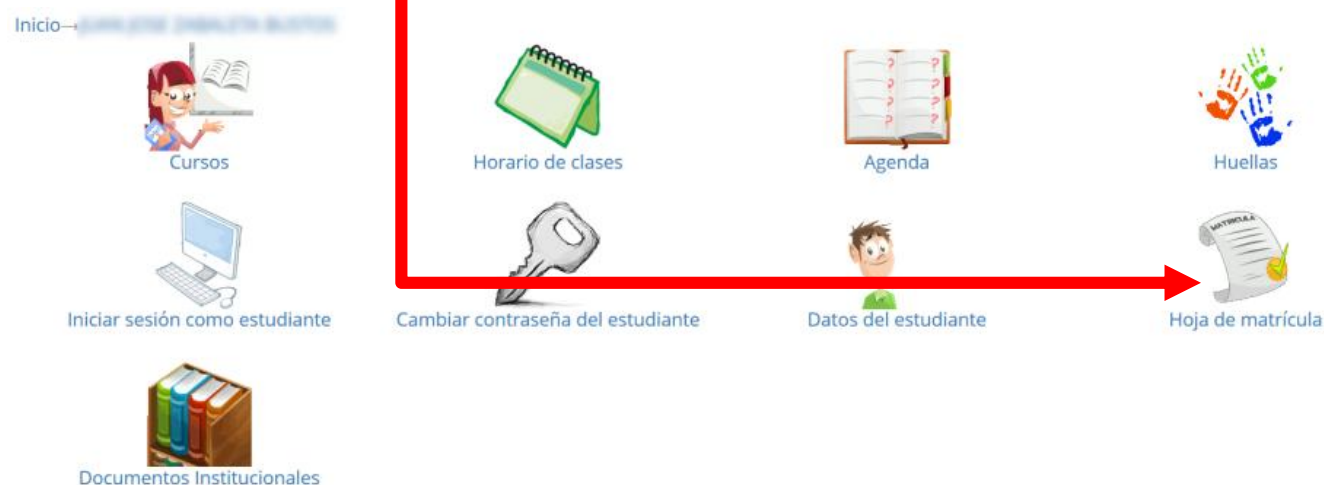 Inicio→
Cursos
Horario de clases
Agenda
Huellas
MATRICULA
Iniciar sesión como estudiante
Cambiar contraseña del estudiante
Datos del estudiante
Hoja de matrícula
Documentos Institucionales